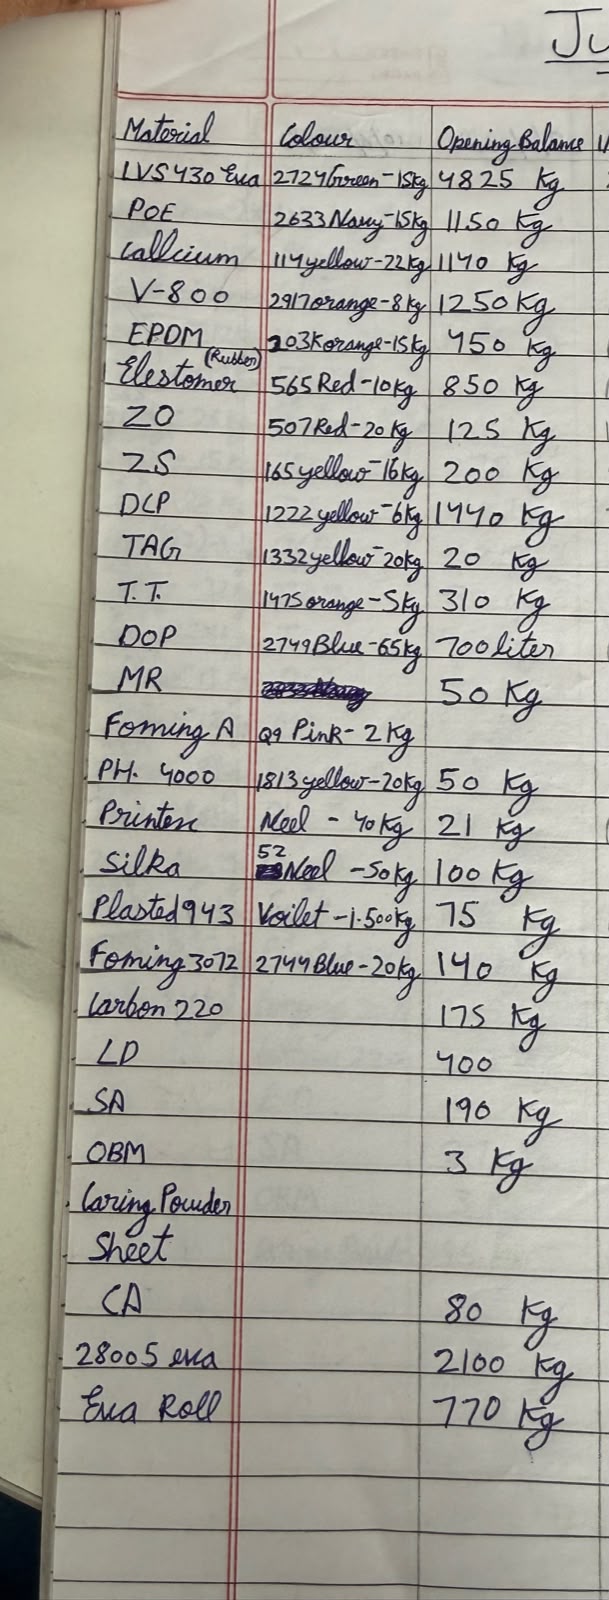 Ju
Material Colour Opening Balance
LVS430 Eva 2724 Green-15kg 4825 Kg
POE 2633 Navy-15kg 1150 Kg
Callcium 114 yellow-22kg 1140 Kg
V-800 2917 orange-8kg 1250 Kg
EPDM 203K orange-15kg 450 Kg
(Rubber)
Elestomer 565 Red-10kg 850 Kg
ZO 507 Red-20kg 125 Kg
ZS 165 yellow-16kg 200 Kg
DCP 1222 yellow-6kg 1440 Kg
TAG 1332 yellow-20kg 20 Kg
T.T. 1475 orange-5kg 310 Kg
DOP 2749 Blue-65kg 700 liter
MR 50 Kg
Foming A Pink-2kg
PH. 4000 1813 yellow-20kg 50 Kg
Printex Neel - 40kg 21 Kg
Silka 52 Neel -50kg 100 Kg
Plasted 943 Voilet-1.500kg 75 Kg
Foming 3072 2744 Blue-20kg 140 Kg
Carbon 220 175 Kg
LD 400
SA 190 Kg
OBM 3 Kg
Caring Powder
Sheet
CA 80 Kg
28005 eva 2100 Kg
Eva Roll 770 Kg